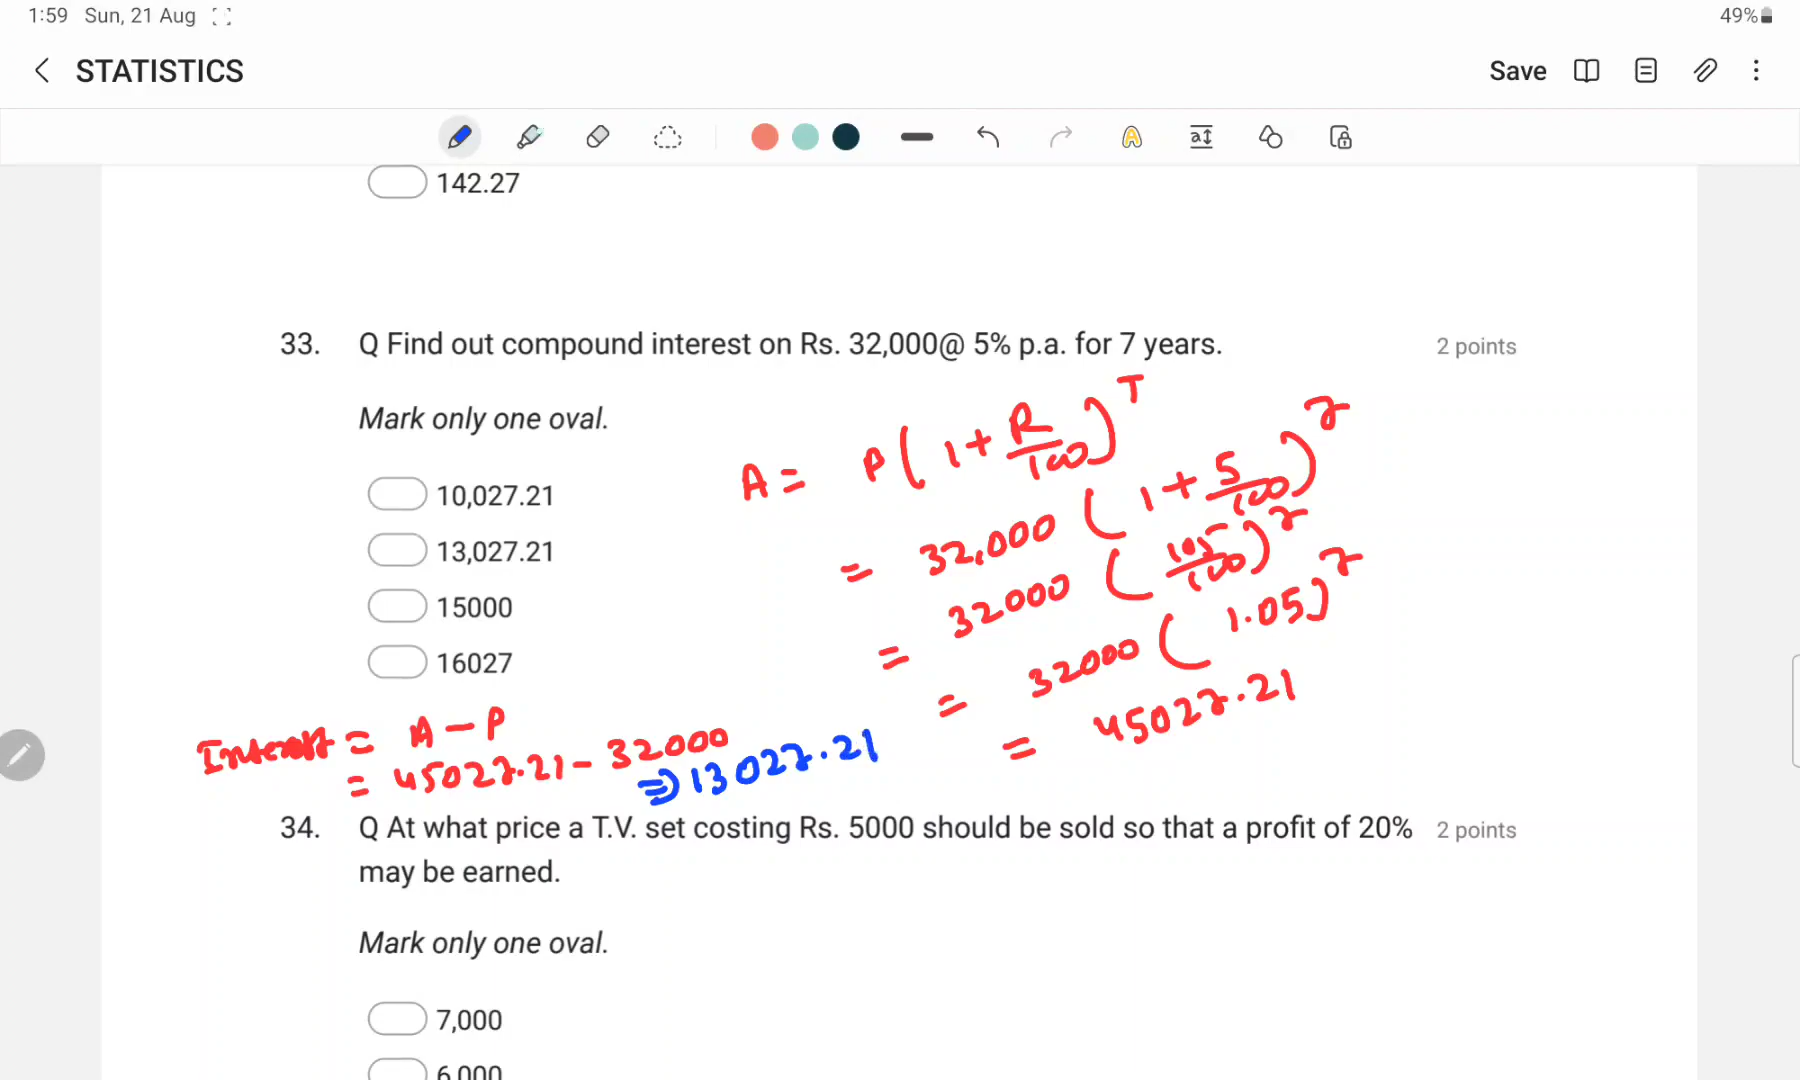 1:59 Sun, 21 Aug
49%
STATISTICS
Save
142.27
33. Q Find out compound interest on Rs. 32,000@ 5% p.a. for 7 years. 2 points
Mark only one oval.
10,027.21
13,027.21
15000
16027
A = P(1+R/100)^T
= 32,000 (1+5/100)^7
= 32000 (105/100)^7
= 32000 (1.05)^7
= 45027.21
Interest = A - P
= 45027.21 - 32000
⇒ 13027.21
34. Q At what price a T.V. set costing Rs. 5000 should be sold so that a profit of 20% 2 points
may be earned.
Mark only one oval.
7,000
6,000